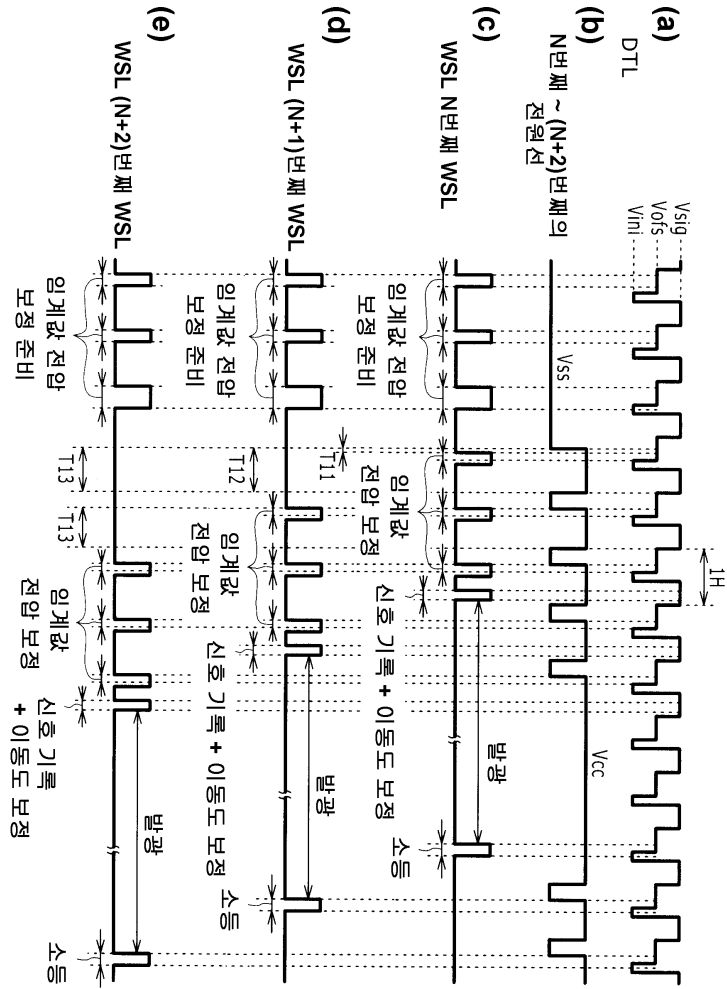 (a)
DTL
Vsig
Vofs
Vini
1H
(b)
N번째 ~ (N+2)번째의
전원선
Vss
Vcc
(c)
WSL N번째 WSL
임계값 전압
보정 준비
T11
임계값
전압 보정
신호 기록 + 이동도 보정
발광
소등
(d)
WSL (N+1)번째 WSL
임계값 전압
보정 준비
T12
임계값
전압 보정
신호 기록 + 이동도 보정
발광
소등
(e)
WSL (N+2)번째 WSL
임계값 전압
보정 준비
T13
T13
임계값
전압 보정
신호 기록
+ 이동도 보정
발광
소등